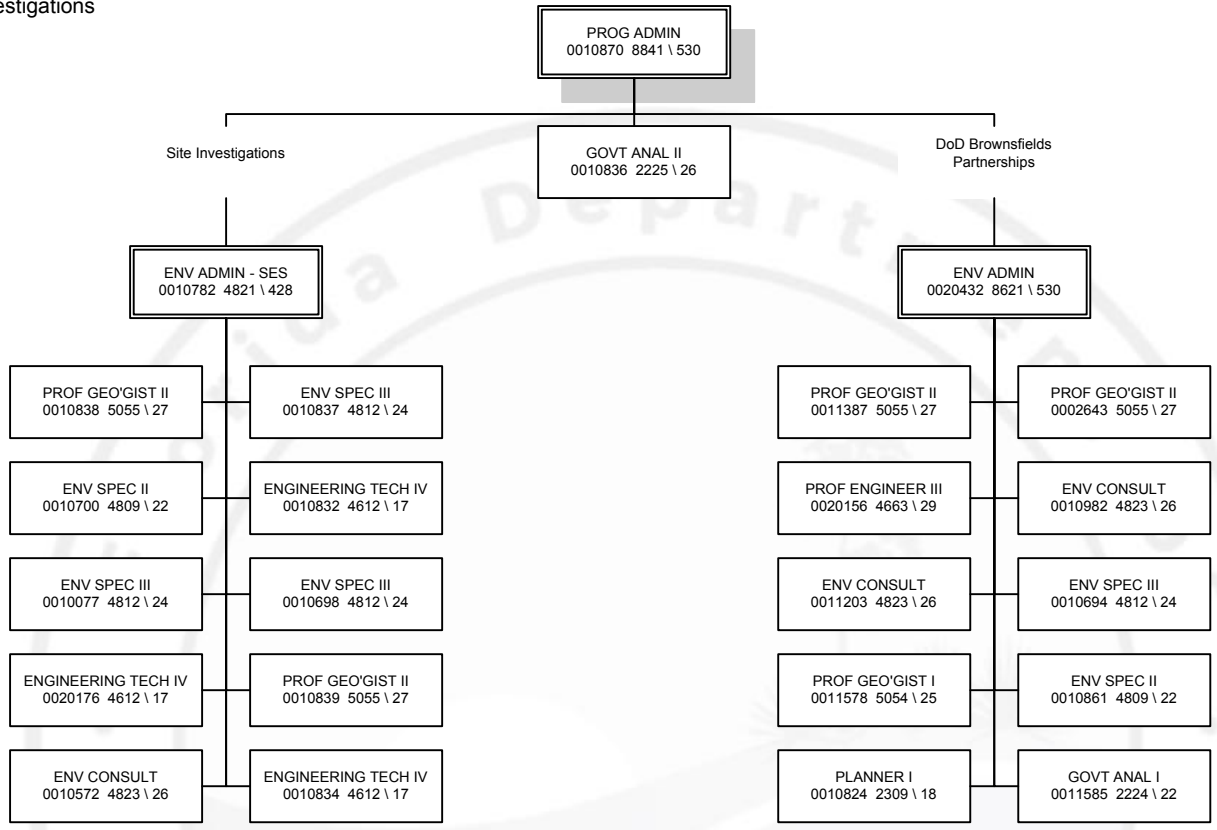 estigations
PROG ADMIN
0010870 8841 \ 530
Site Investigations
GOVT ANAL II
0010836 2225 \ 26
DoD Brownsfields
Partnerships
ENV ADMIN - SES
0010782 4821 \ 428
ENV ADMIN
0020432 8621 \ 530
PROF GEO'GIST II
0010838 5055 \ 27
ENV SPEC III
0010837 4812 \ 24
PROF GEO'GIST II
0011387 5055 \ 27
PROF GEO'GIST II
0002643 5055 \ 27
ENV SPEC II
0010700 4809 \ 22
ENGINEERING TECH IV
0010832 4612 \ 17
PROF ENGINEER III
0020156 4663 \ 29
ENV CONSULT
0010982 4823 \ 26
ENV SPEC III
0010077 4812 \ 24
ENV SPEC III
0010698 4812 \ 24
ENV CONSULT
0011203 4823 \ 26
ENV SPEC III
0010694 4812 \ 24
ENGINEERING TECH IV
0020176 4612 \ 17
PROF GEO'GIST II
0010839 5055 \ 27
PROF GEO'GIST I
0011578 5054 \ 25
ENV SPEC II
0010861 4809 \ 22
ENV CONSULT
0010572 4823 \ 26
ENGINEERING TECH IV
0010834 4612 \ 17
PLANNER I
0010824 2309 \ 18
GOVT ANAL I
0011585 2224 \ 22